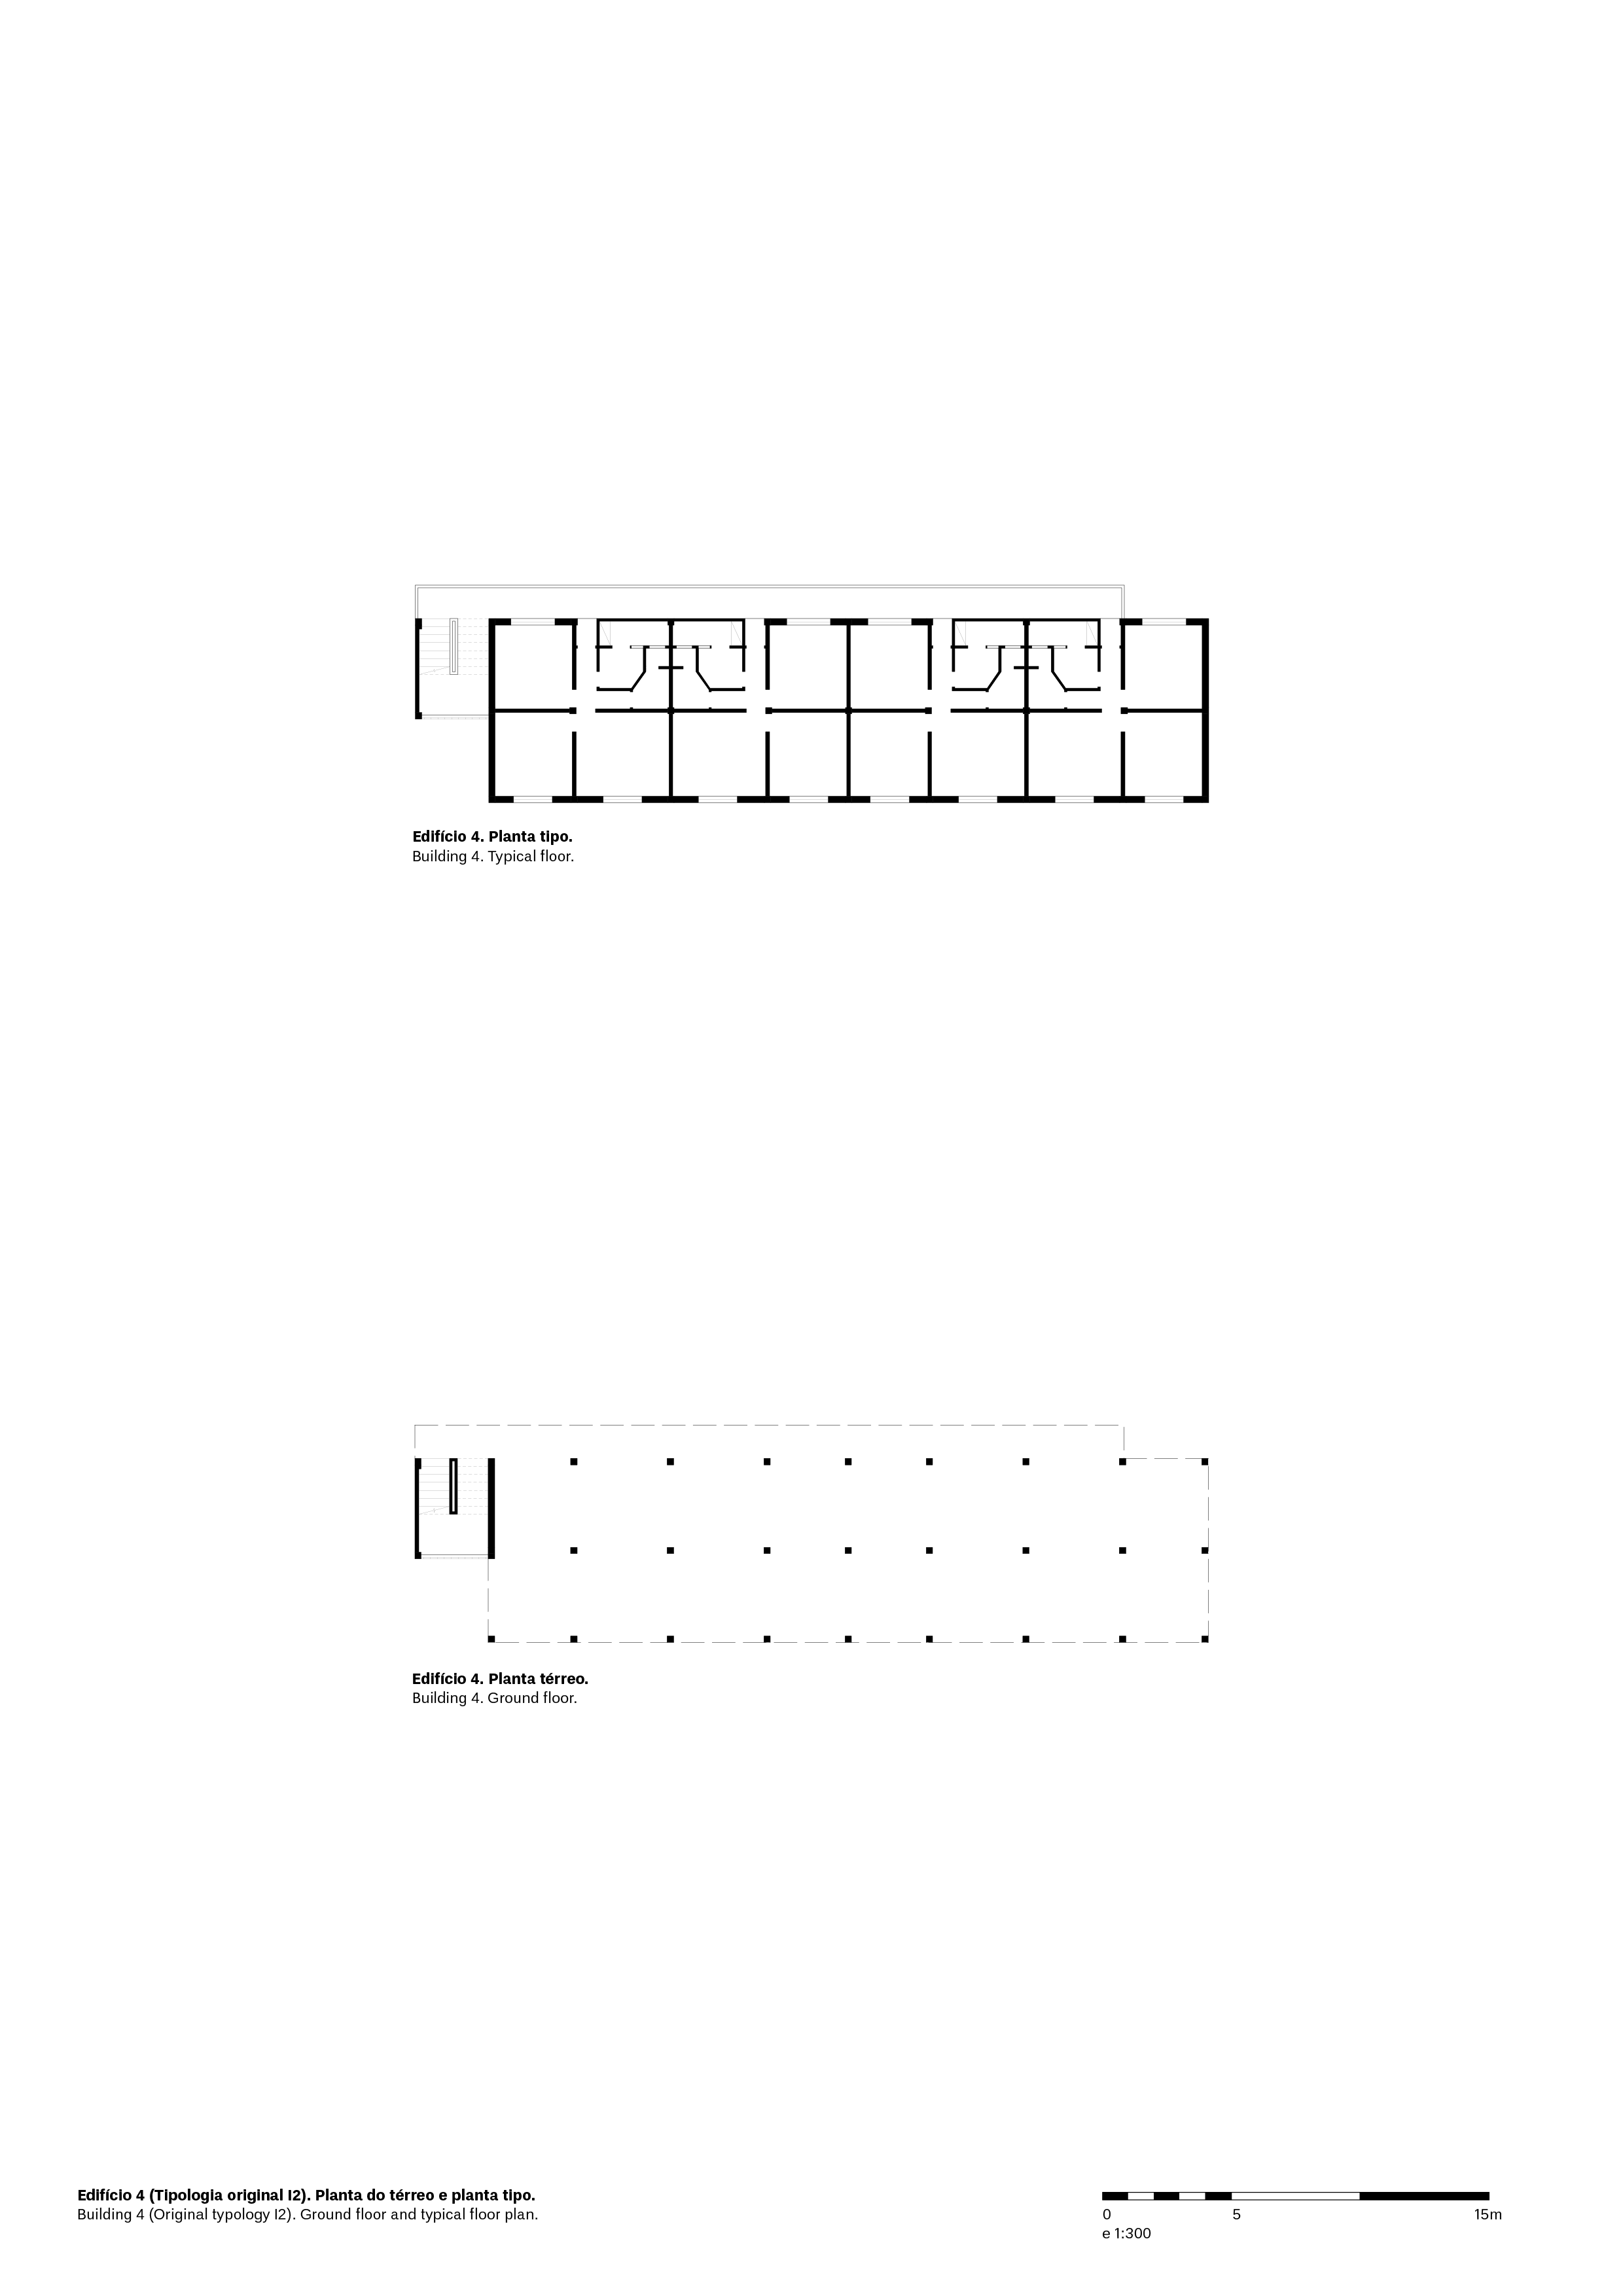 Edifício 4. Planta tipo.
Building 4. Typical floor.
Edifício 4. Planta térreo.
Building 4. Ground floor.
Edifício 4 (Tipologia original I2). Planta do térreo e planta tipo.
Building 4 (Original typology I2). Ground floor and typical floor plan.
0 5 15m
e 1:300